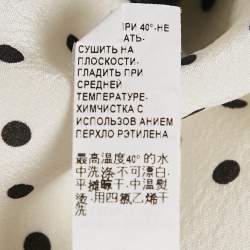 ПРИ 40°-НЕ
АТЬ-
СУШИТЬ НА
ПЛОСКОСТИ-
ГЛАДИТЬ ПРИ
СРЕДНЕЙ
ТЕМПЕРАТУРЕ-
ХИМЧИСТКА С
ИСПОЛЬЗОВ АНИЕМ
ПЕРХЛО РЭТИЛЕНА
最高温度40°的水
中洗涤不可漂白,
平摊晾干,中温熨
烫,用四氯乙烯干
洗